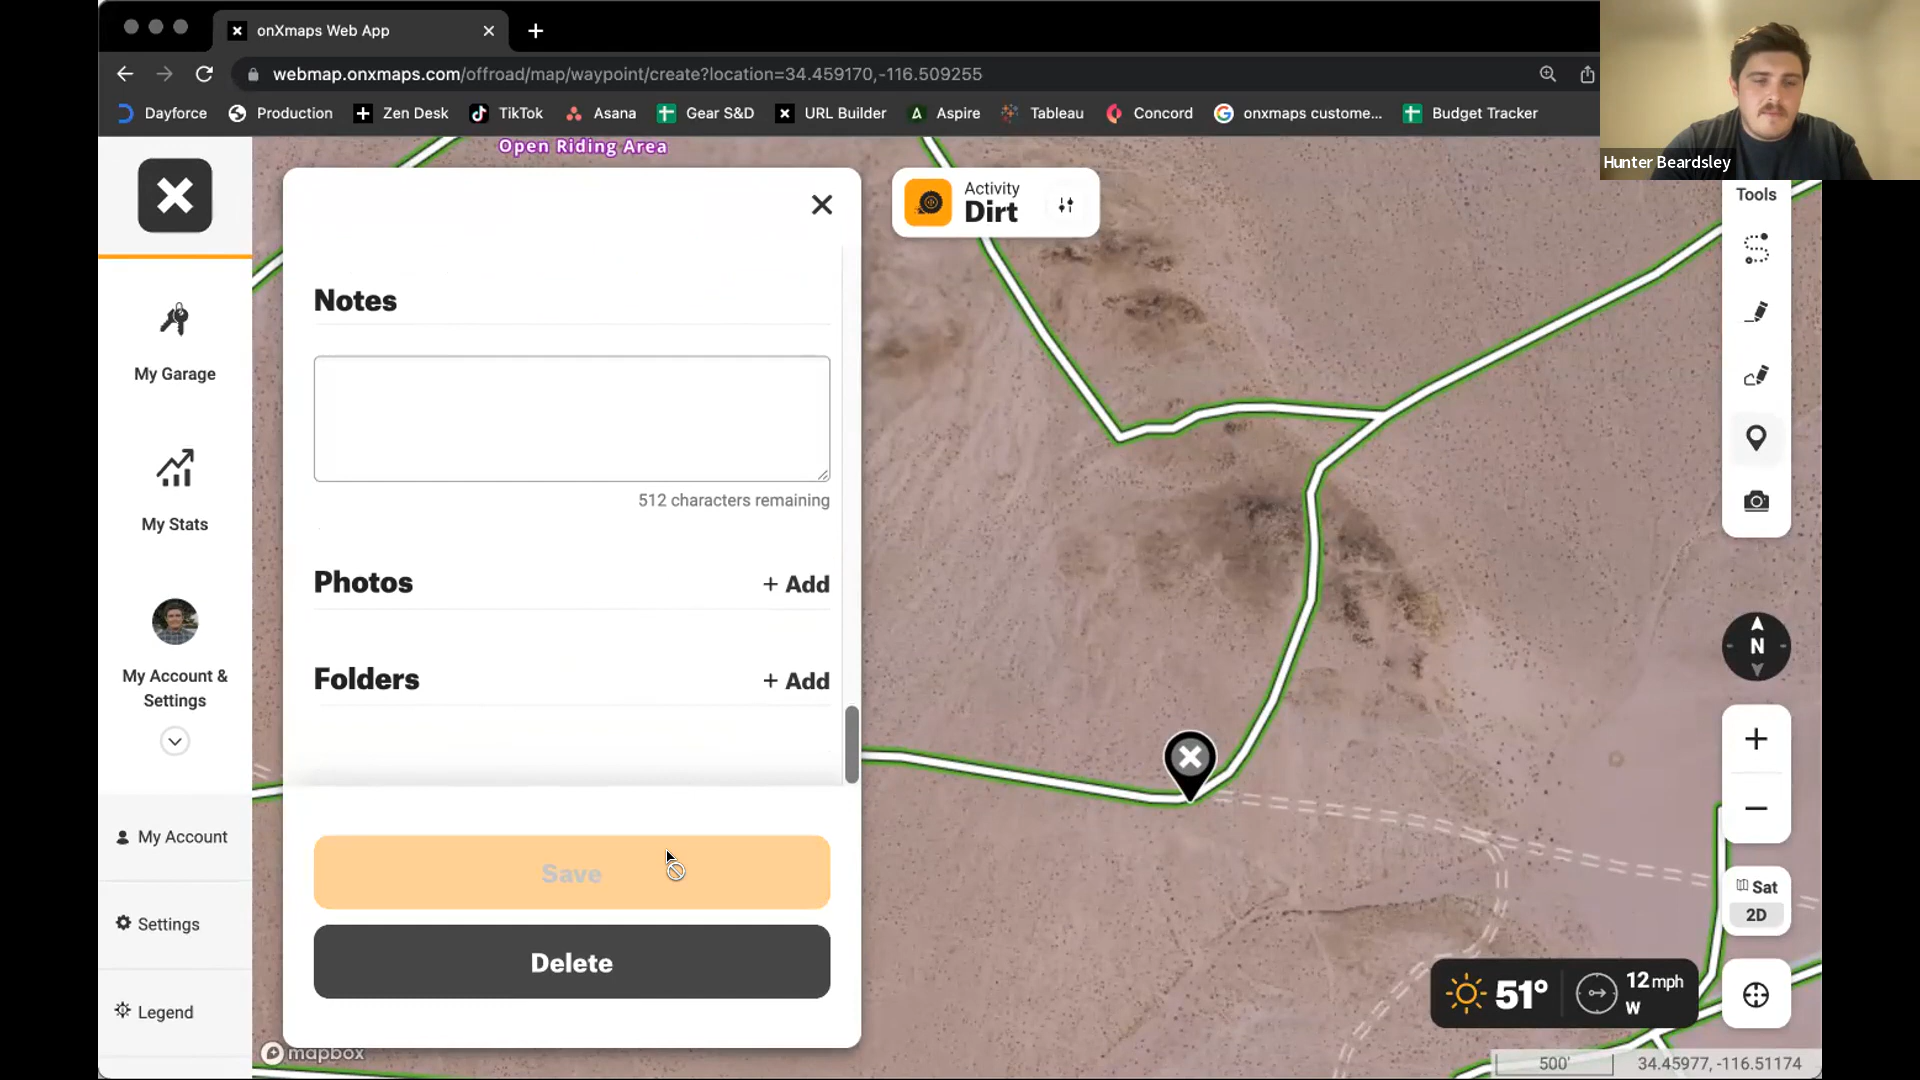 onXmaps Web App
webmap.onxmaps.com/offroad/map/waypoint/create?location=34.459170,-116.509255
Dayforce
Production
Zen Desk
TikTok
Asana
Gear S&D
URL Builder
Aspire
Tableau
Concord
onxmaps custome...
Budget Tracker
Hunter Beardsley
Open Riding Area
Activity
Dirt
Tools
My Garage
My Stats
My Account &
Settings
My Account
Settings
Legend
Notes
512 characters remaining
Photos
+ Add
Folders
+ Add
Save
Delete
N
Sat
2D
51°
12 mph
W
mapbox
500'
34.45977, -116.51174